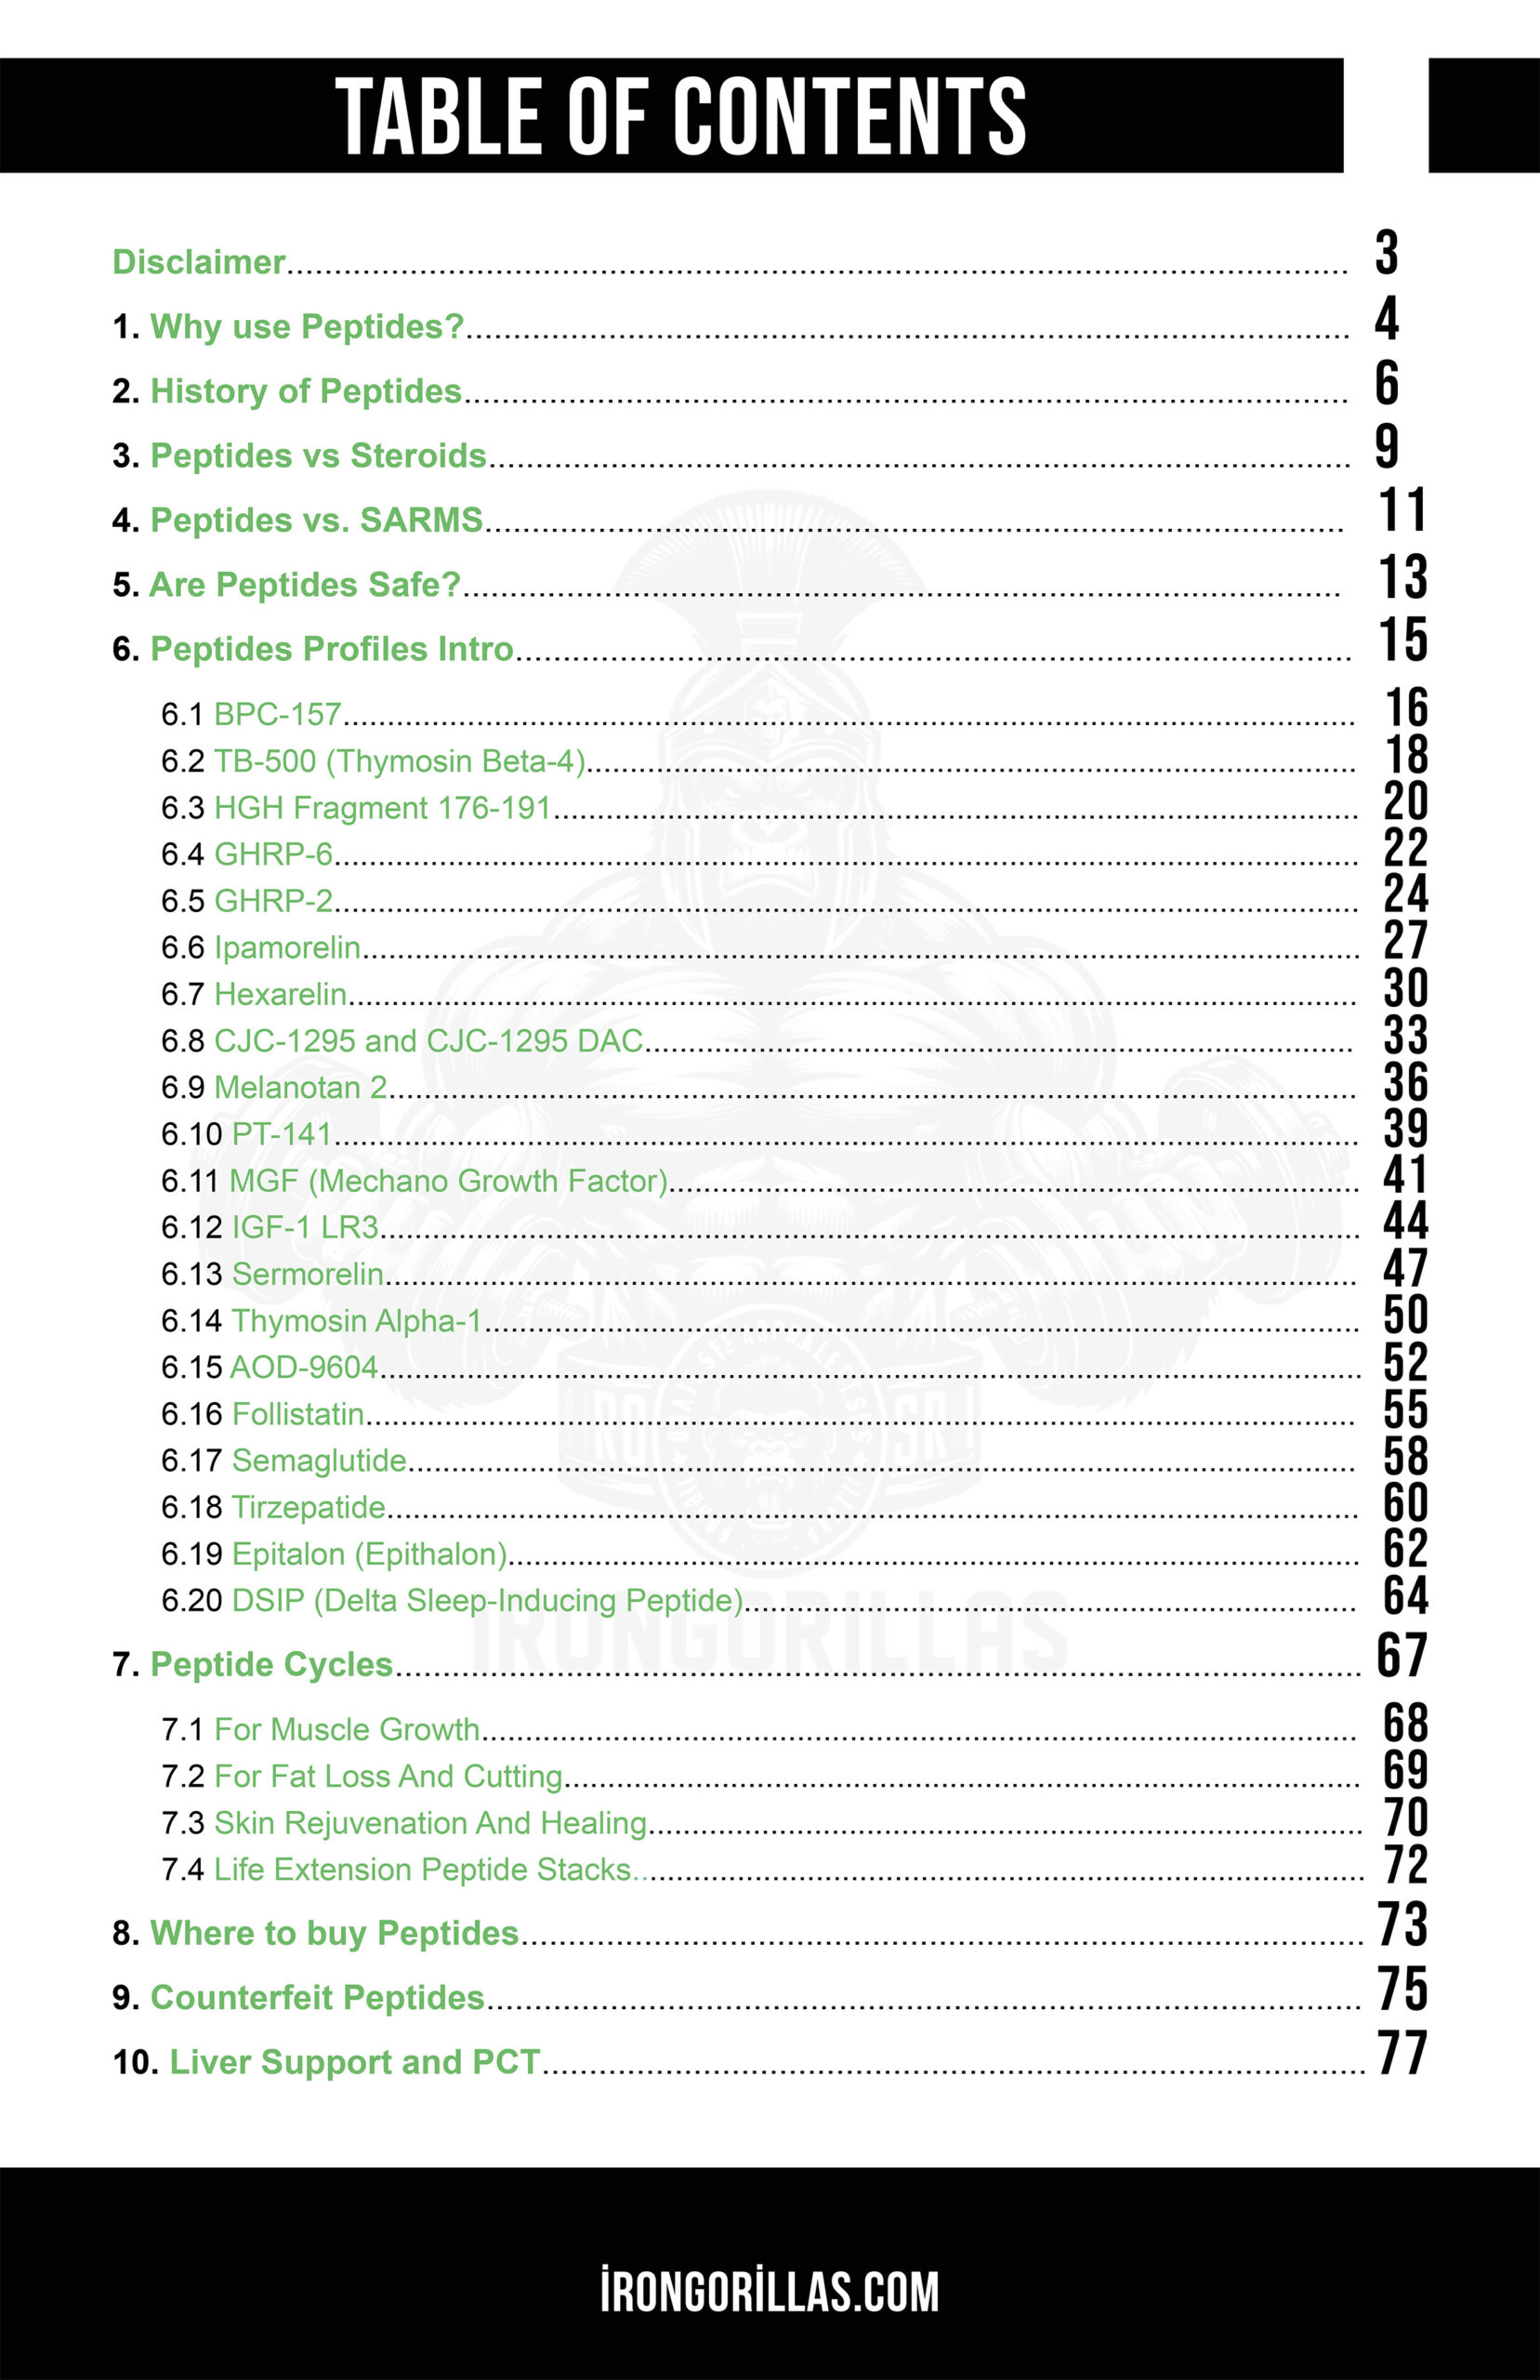 TABLE OF CONTENTS
Disclaimer 3
1. Why use Peptides? 4
2. History of Peptides 6
3. Peptides vs Steroids 9
4. Peptides vs. SARMS 11
5. Are Peptides Safe? 13
6. Peptides Profiles Intro 15
6.1 BPC-157 16
6.2 TB-500 (Thymosin Beta-4) 18
6.3 HGH Fragment 176-191 20
6.4 GHRP-6 22
6.5 GHRP-2 24
6.6 Ipamorelin 27
6.7 Hexarelin 30
6.8 CJC-1295 and CJC-1295 DAC 33
6.9 Melanotan 2 36
6.10 PT-141 39
6.11 MGF (Mechano Growth Factor) 41
6.12 IGF-1 LR3 44
6.13 Sermorelin 47
6.14 Thymosin Alpha-1 50
6.15 AOD-9604 52
6.16 Follistatin 55
6.17 Semaglutide 58
6.18 Tirzepatide 60
6.19 Epitalon (Epithalon) 62
6.20 DSIP (Delta Sleep-Inducing Peptide) 64
IRONGORILLAS
7. Peptide Cycles 67
7.1 For Muscle Growth 68
7.2 For Fat Loss And Cutting 69
7.3 Skin Rejuvenation And Healing 70
7.4 Life Extension Peptide Stacks 72
8. Where to buy Peptides 73
9. Counterfeit Peptides 75
10. Liver Support and PCT 77
İRONGORİLLAS.COM